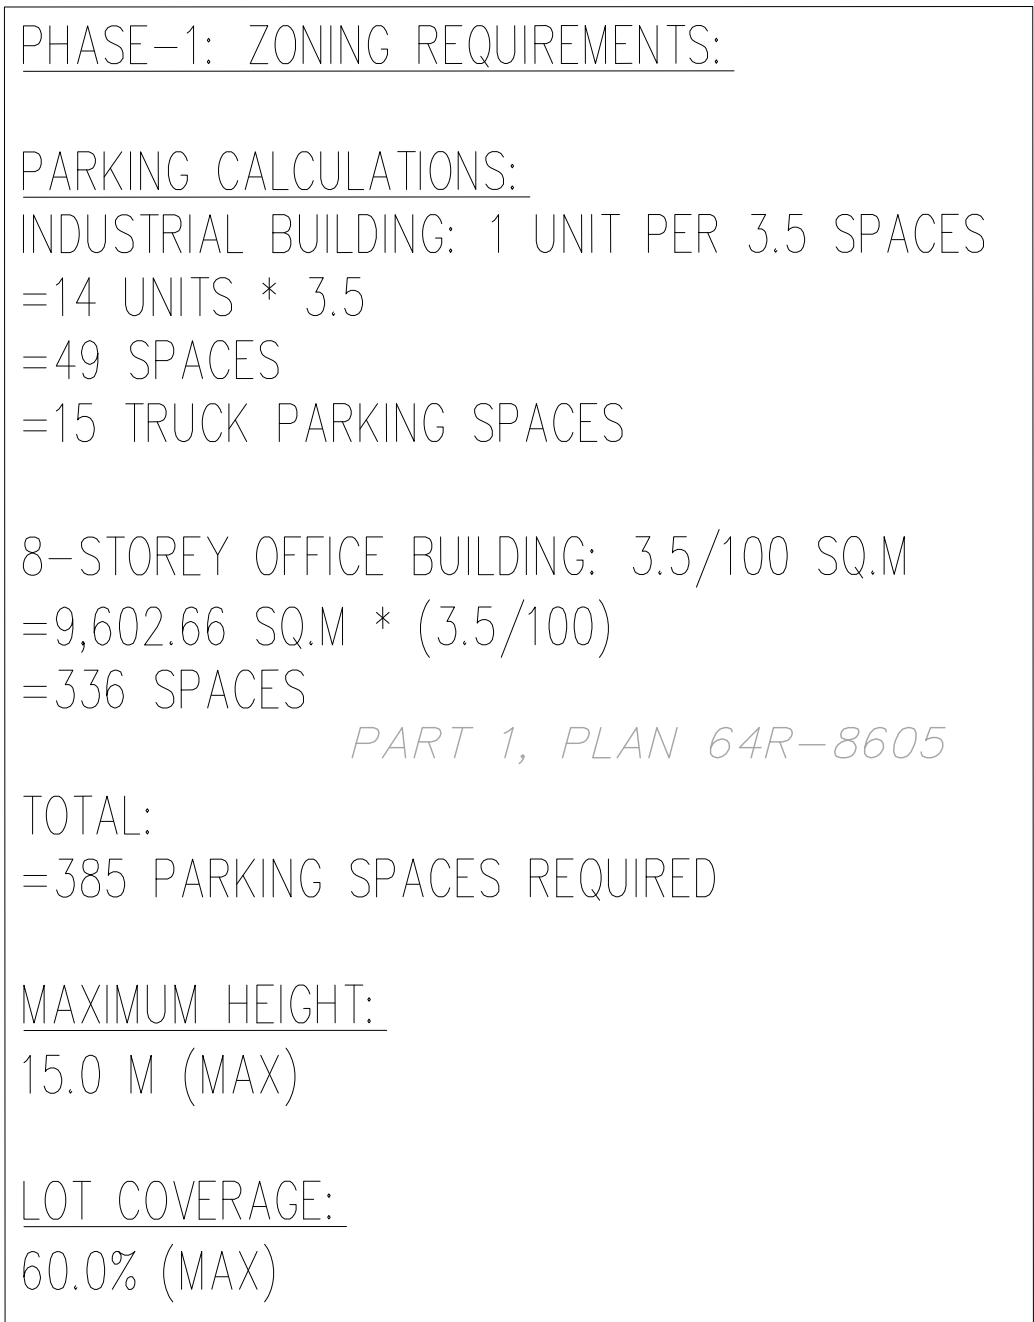 PHASE-1: ZONING REQUIREMENTS:
PARKING CALCULATIONS:
INDUSTRIAL BUILDING: 1 UNIT PER 3.5 SPACES
=14 UNITS * 3.5
=49 SPACES
=15 TRUCK PARKING SPACES
8-STOREY OFFICE BUILDING: 3.5/100 SQ.M
=9,602.66 SQ.M * (3.5/100)
=336 SPACES
PART 1, PLAN 64R-8605
TOTAL:
=385 PARKING SPACES REQUIRED
MAXIMUM HEIGHT:
15.0 M (MAX)
LOT COVERAGE:
60.0% (MAX)